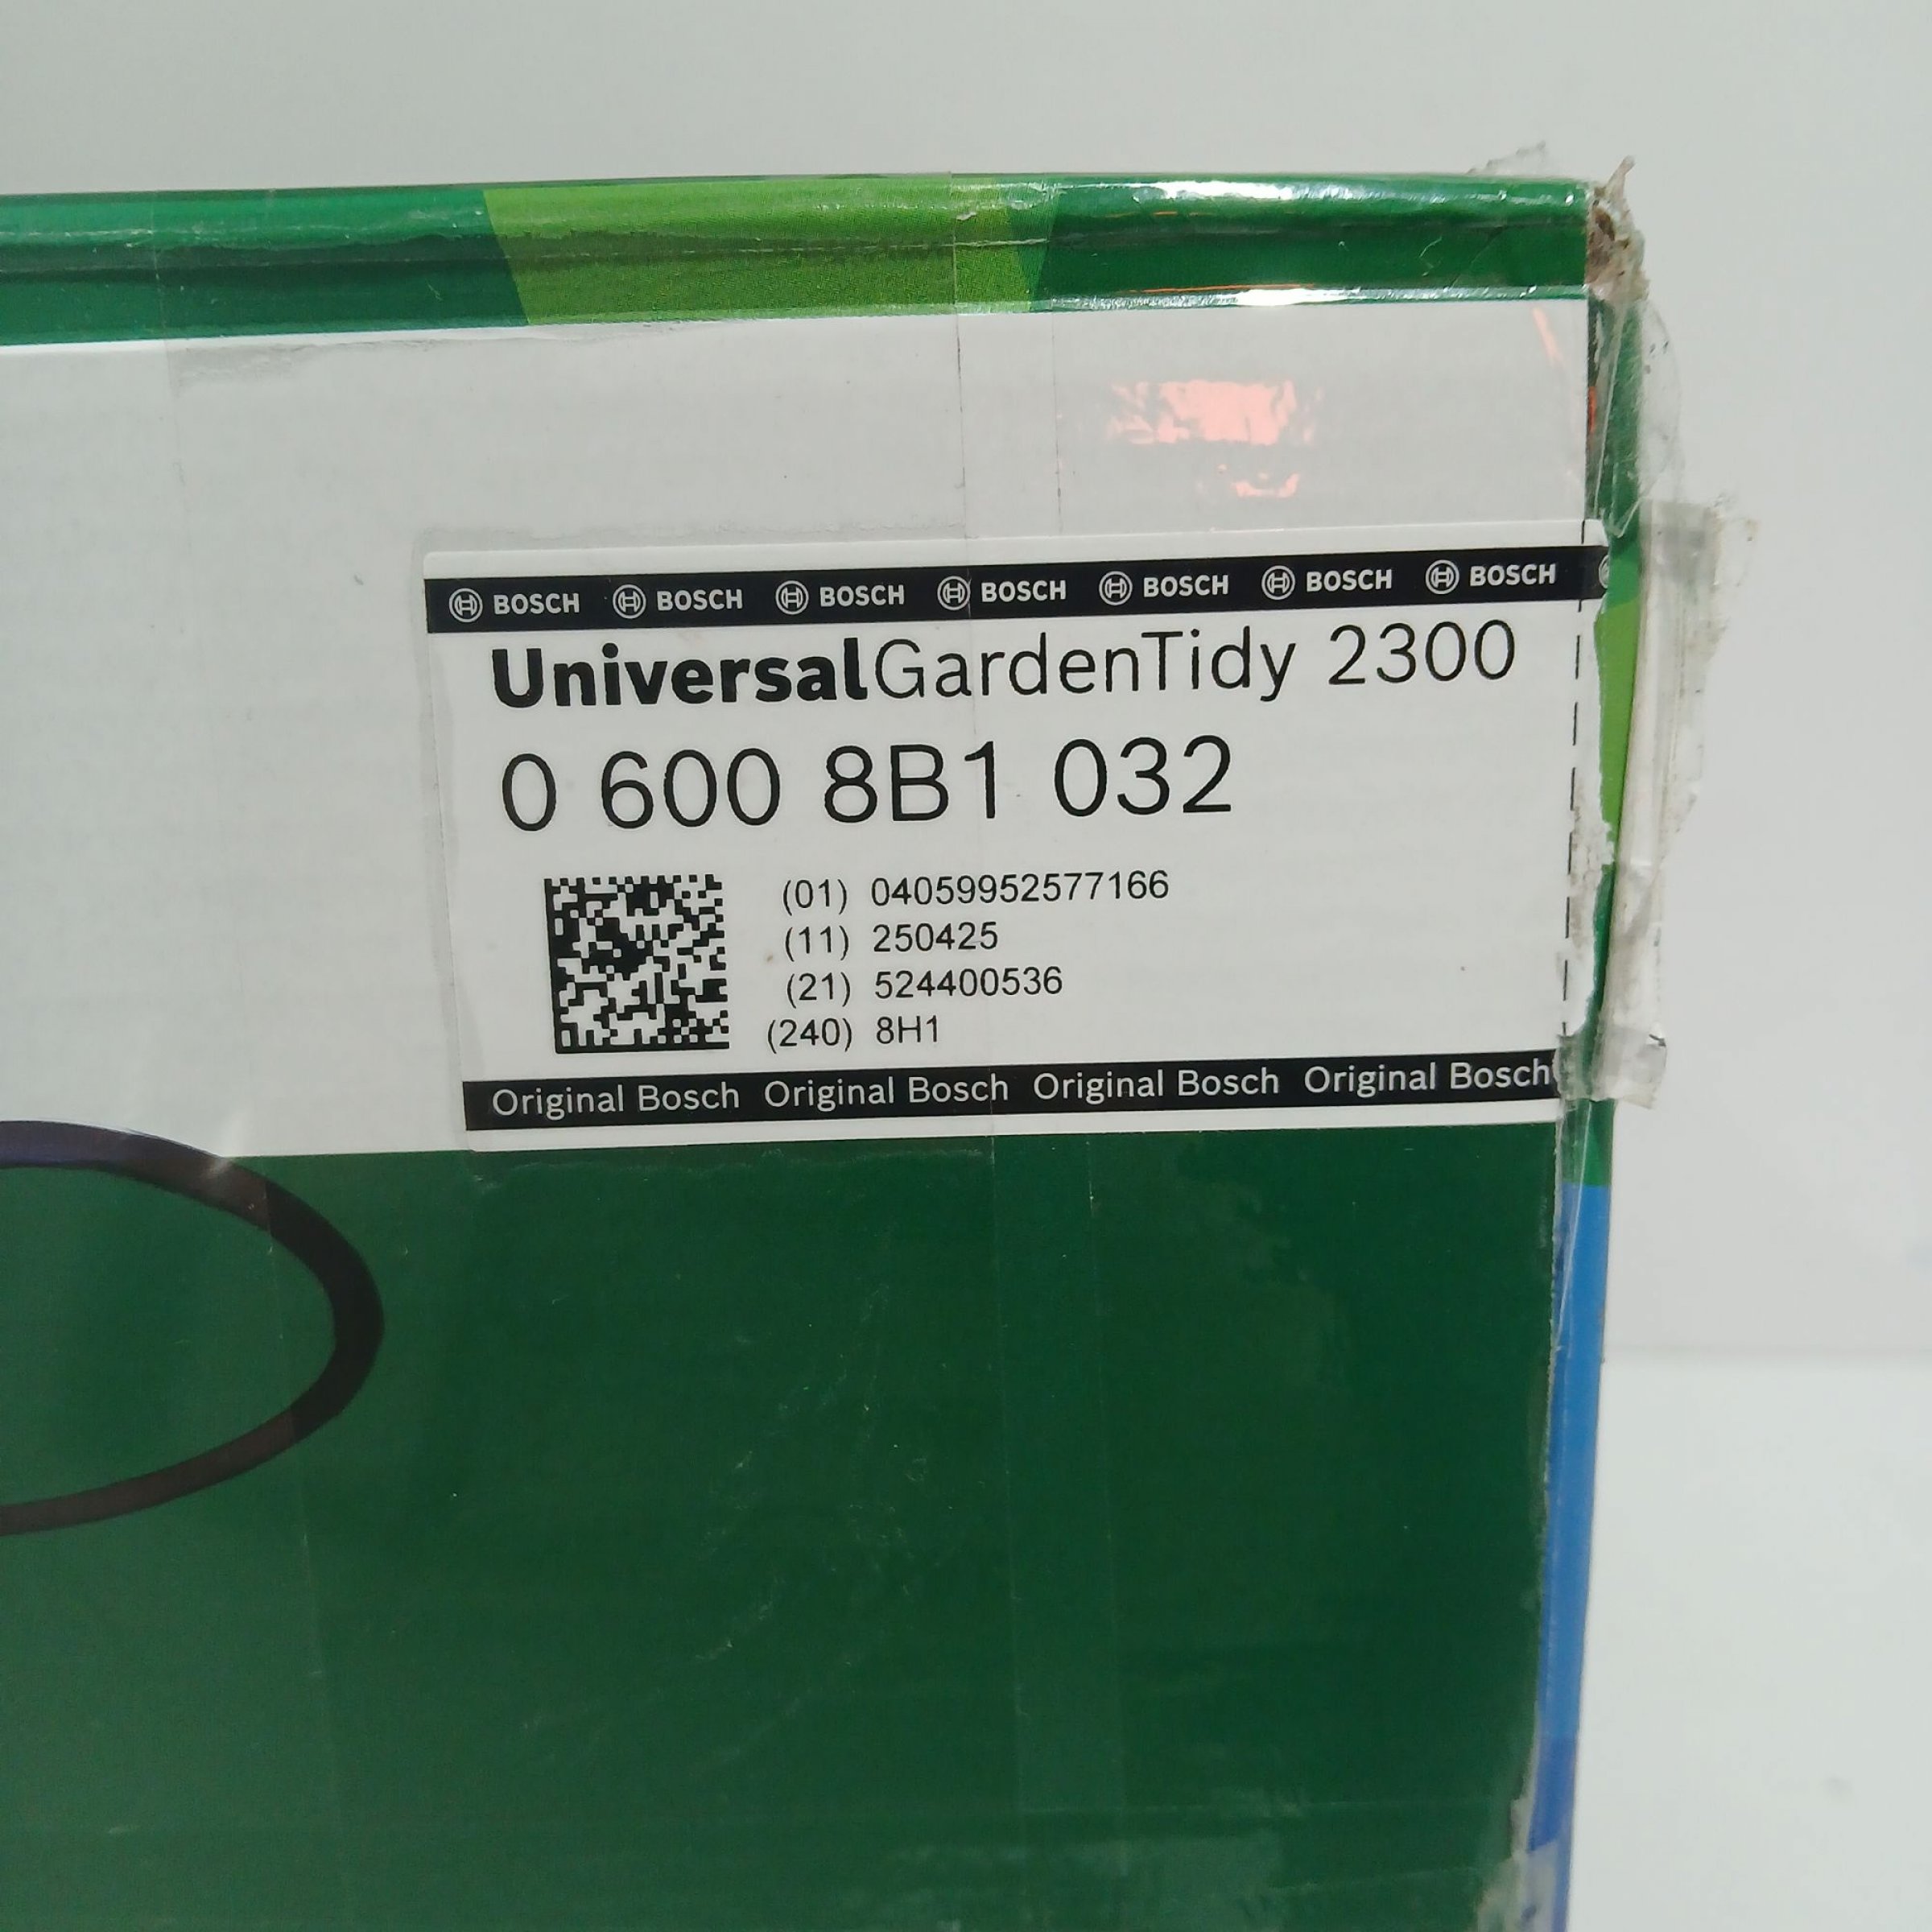 BOSCH BOSCH BOSCH BOSCH BOSCH BOSCH BOSCH
UniversalGardenTidy 2300
0 600 8B1 032
(01) 04059952577166
(11) 250425
(21) 524400536
(240) 8H1
Original Bosch Original Bosch Original Bosch Original Bosch